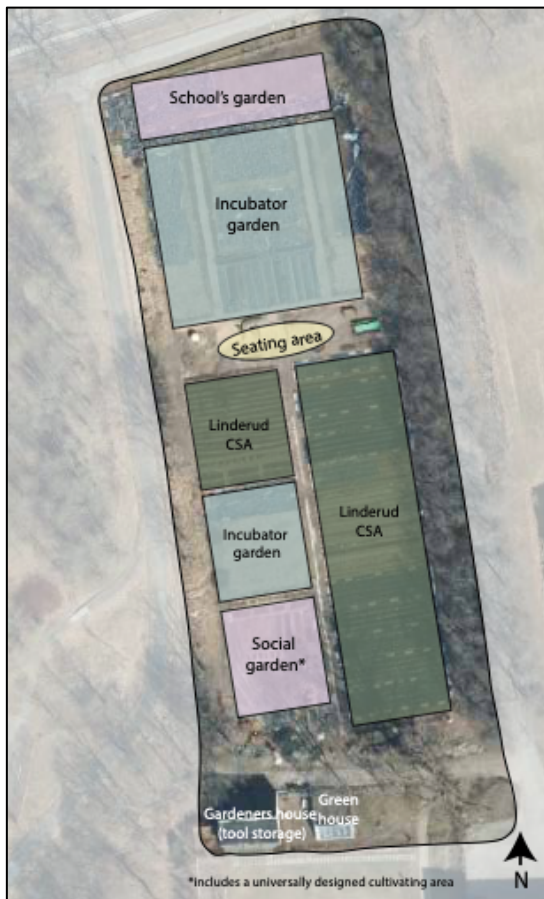 School's garden
Incubator
garden
Seating area
Linderud
CSA
Linderud
CSA
Incubator
garden
Social
garden*
Gardeners house
(tool storage)
Green
house
*Includes a universally designed cultivating area
N